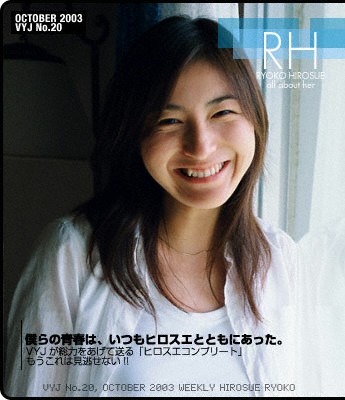 OCTOBER 2003
VYJ No.20
RH
RYOKO HIROSUE
all about her
僕らの青春は、いつもヒロスエとともにあった。
VYJが総力をあげて送る「ヒロスエコンプリート」
もうこれは見逃せない!!
VYJ No.20, OCTOBER 2003 WEEKLY HIROSUE RYOKO